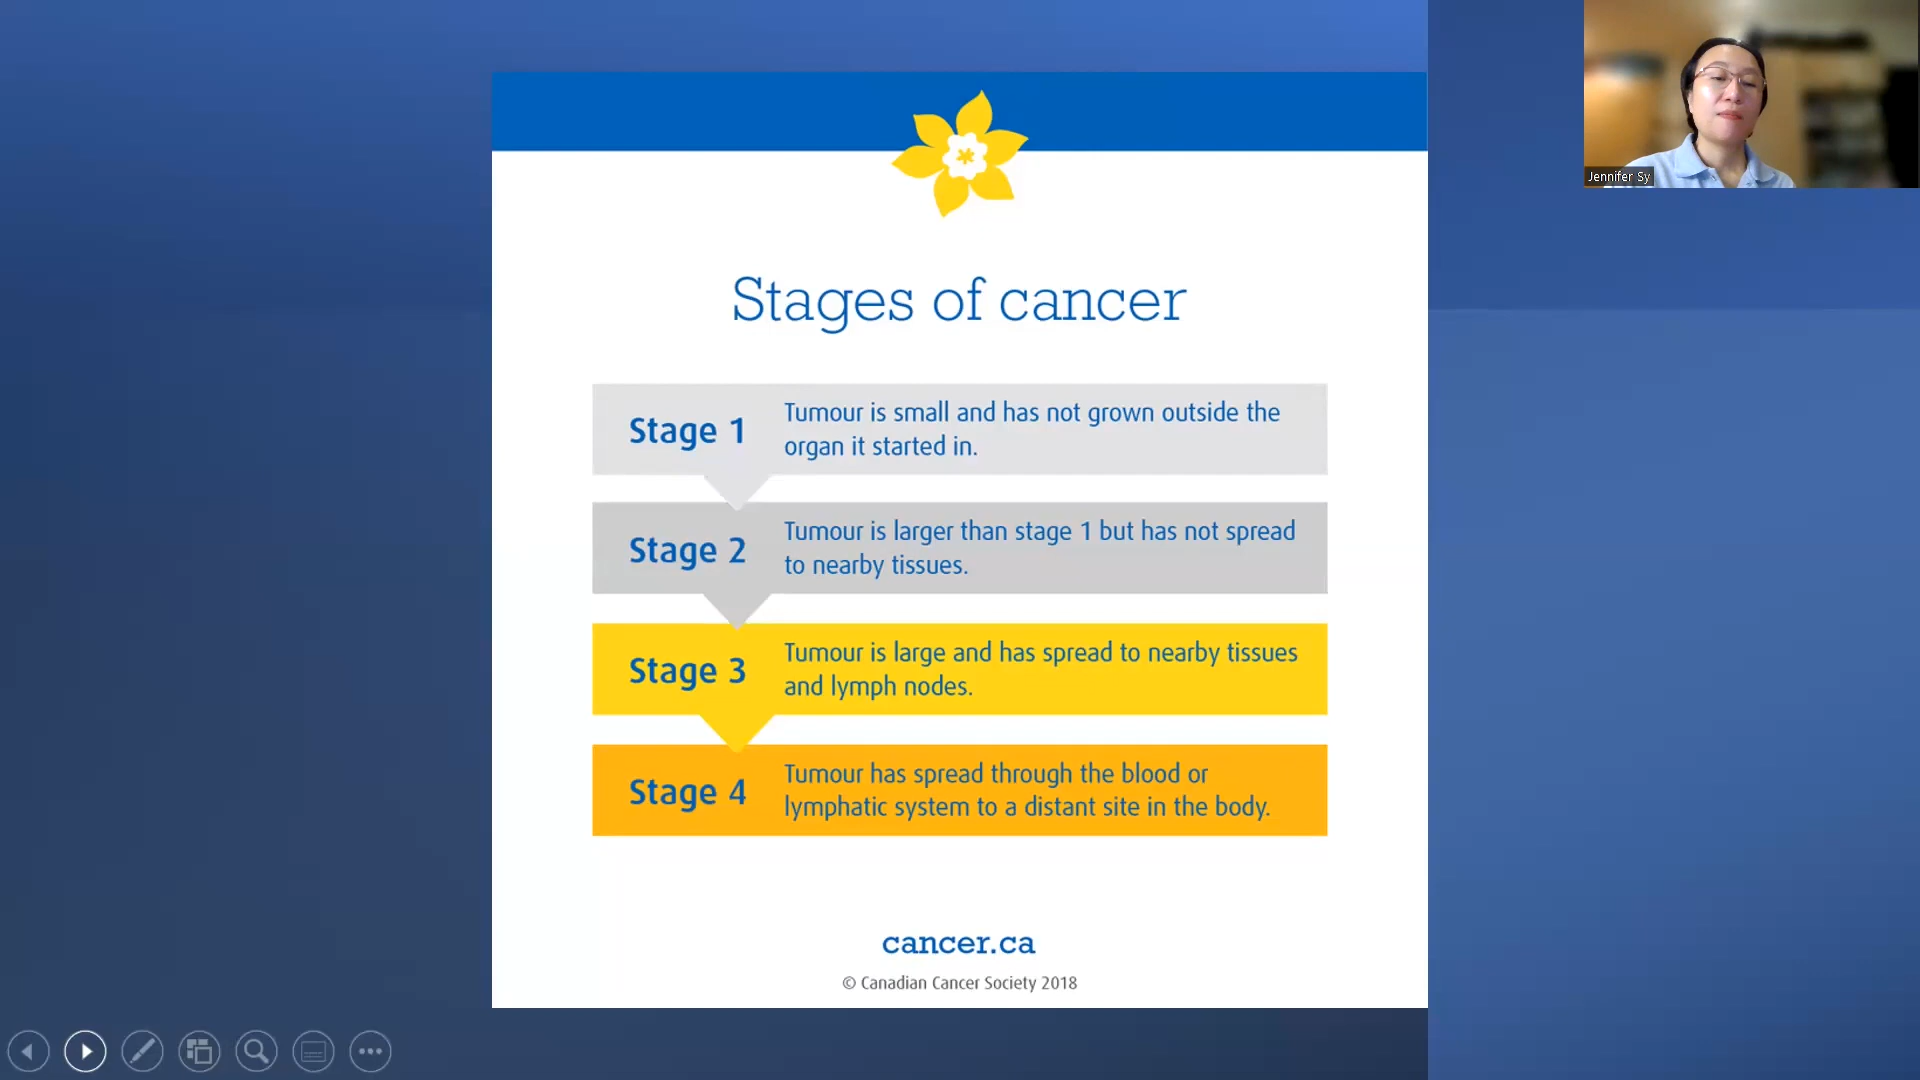 Jennifer Sy
Stages of cancer
Stage 1
Tumour is small and has not grown outside the
organ it started in.
Stage 2
Tumour is larger than stage 1 but has not spread
to nearby tissues.
Stage 3
Tumour is large and has spread to nearby tissues
and lymph nodes.
Stage 4
Tumour has spread through the blood or
lymphatic system to a distant site in the body.
cancer.ca
© Canadian Cancer Society 2018